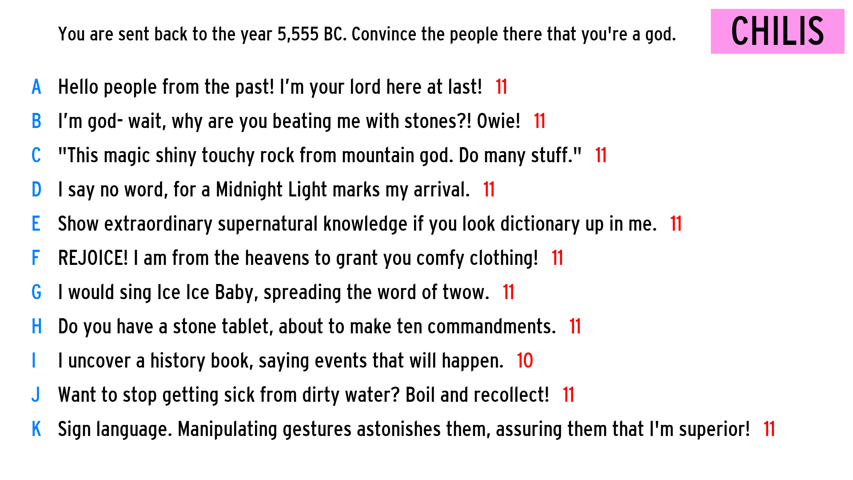 You are sent back to the year 5,555 BC. Convince the people there that you're a god.
CHILIS
A Hello people from the past! I’m your lord here at last! 11
B I’m god- wait, why are you beating me with stones?! Owie! 11
C "This magic shiny touchy rock from mountain god. Do many stuff." 11
D I say no word, for a Midnight Light marks my arrival. 11
E Show extraordinary supernatural knowledge if you look dictionary up in me. 11
F REJOICE! I am from the heavens to grant you comfy clothing! 11
G I would sing Ice Ice Baby, spreading the word of twow. 11
H Do you have a stone tablet, about to make ten commandments. 11
I I uncover a history book, saying events that will happen. 10
J Want to stop getting sick from dirty water? Boil and recollect! 11
K Sign language. Manipulating gestures astonishes them, assuring them that I'm superior! 11